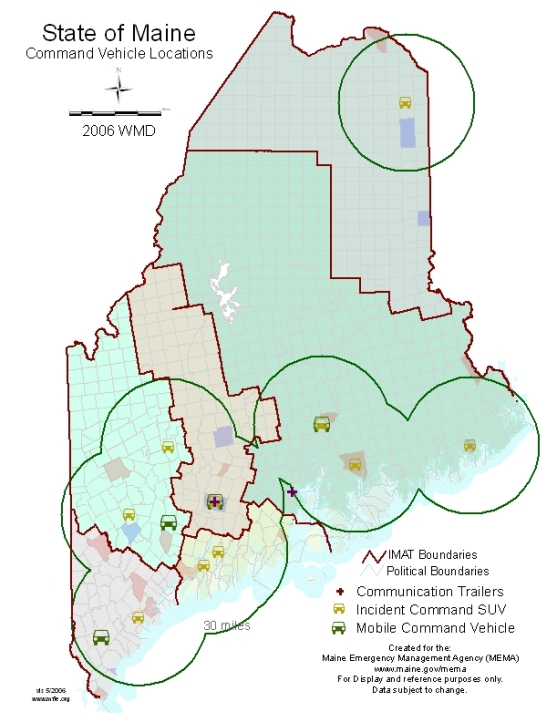 State of Maine
Command Vehicle Locations
N
2006 WMD
30 miles
IMAT Boundaries
Political Boundaries
Communication Trailers
Incident Command SUV
Mobile Command Vehicle
Created for the:
Maine Emergency Management Agency (MEMA)
www.maine.gov/mema
For Display and reference purposes only.
Data subject to change.
5/2006